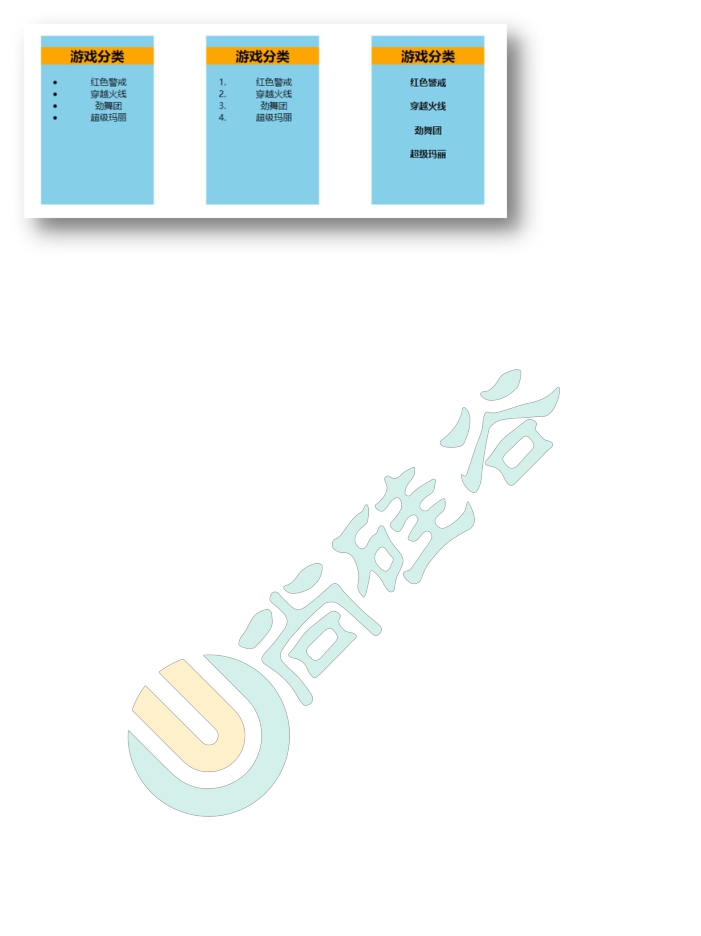 游戏分类
• 红色警戒
• 穿越火线
• 劲舞团
• 超级玛丽
游戏分类
1. 红色警戒
2. 穿越火线
3. 劲舞团
4. 超级玛丽
游戏分类
红色警戒
穿越火线
劲舞团
超级玛丽
尚硅谷